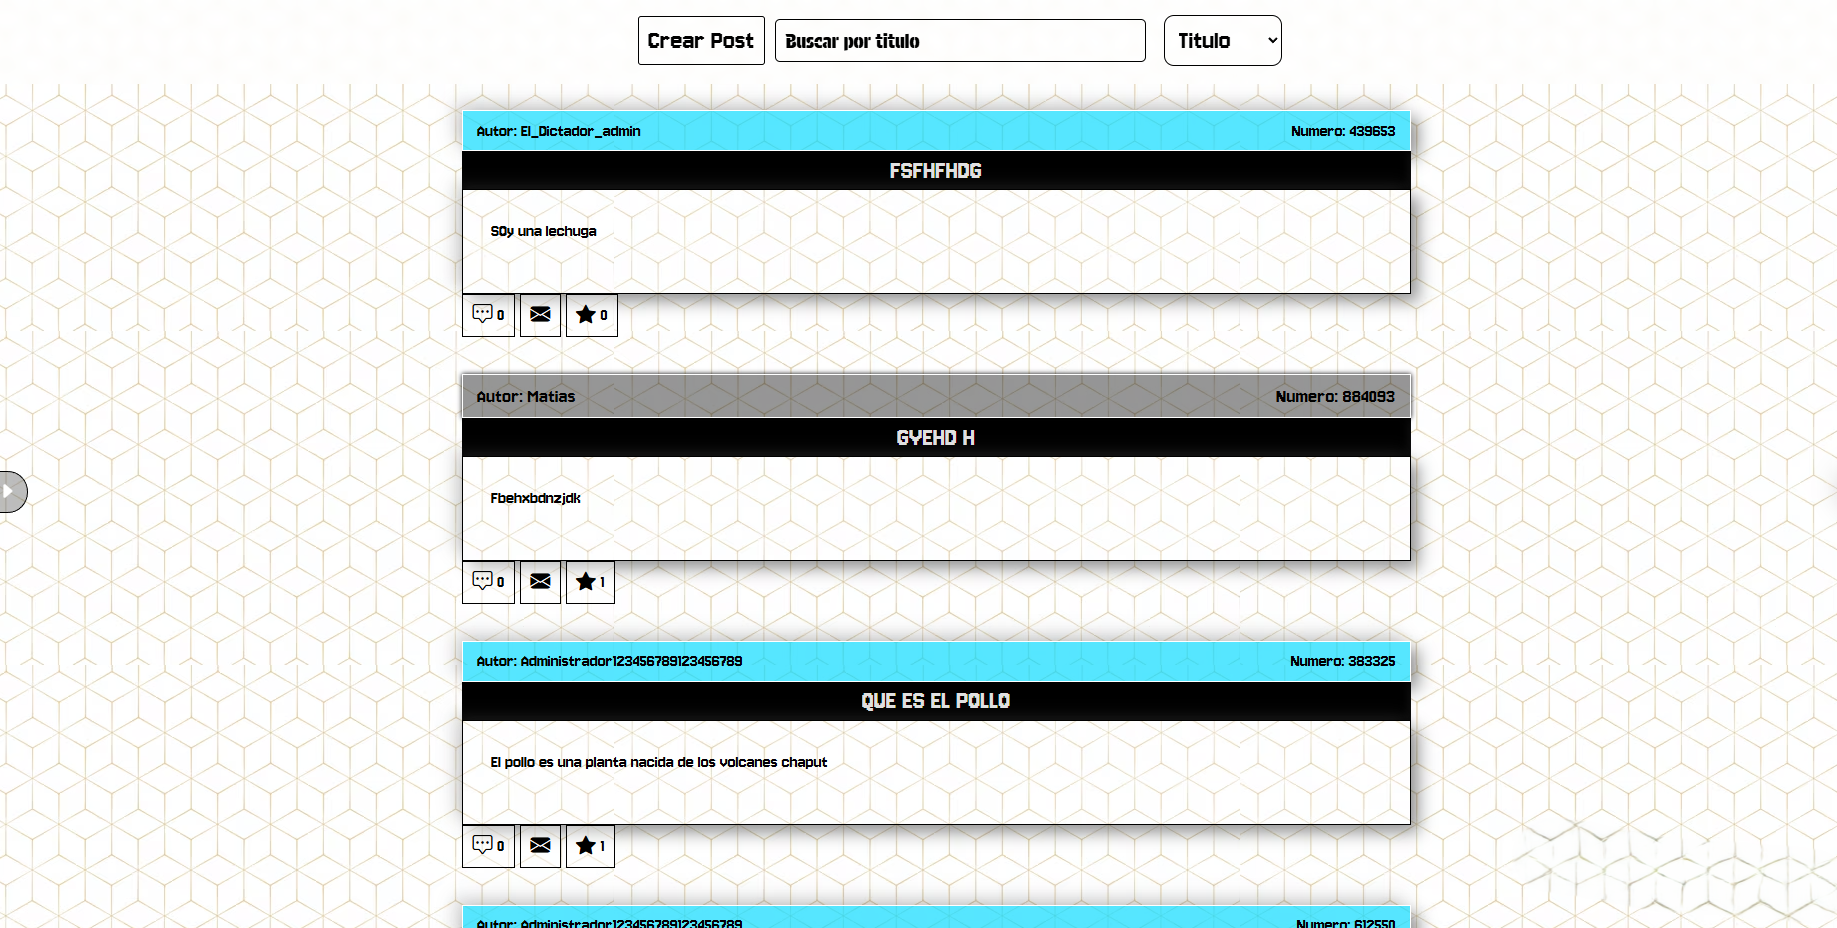 Crear Post
Buscar por titulo
Titulo
Autor: El_Dictador_admin
Numero: 439653
FSFHFHDG
SOy una lechuga
0
0
Autor: Matias
Numero: 884093
GYEHD H
Fbehxbdnzjdk
0
1
Autor: Administrador123456789123456789
Numero: 383325
QUE ES EL POLLO
El pollo es una planta nacida de los volcanes chaput
0
1
Autor: Administrador123456789123456789
Numero: 612550